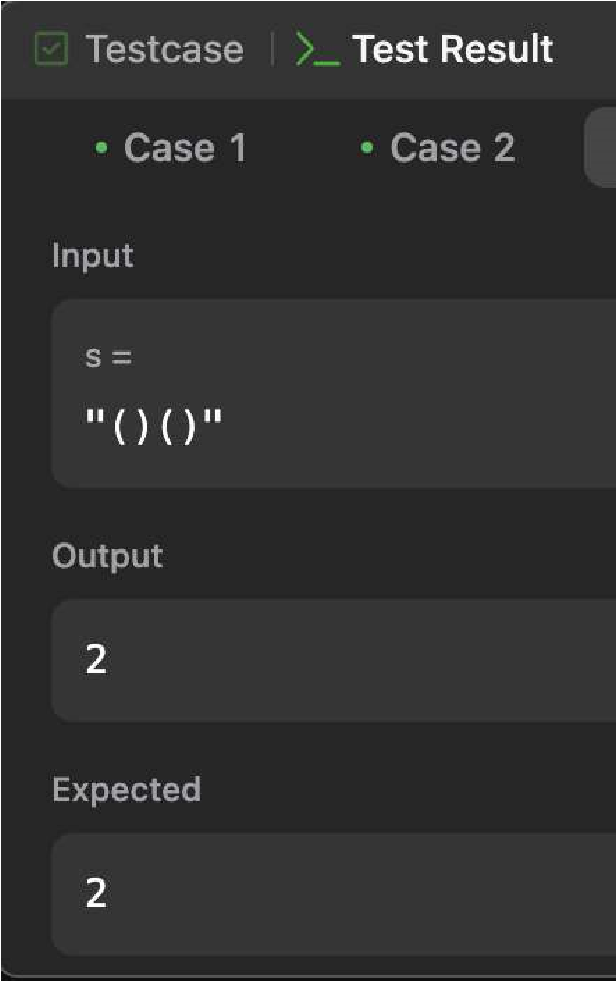 Testcase | >_ Test Result
• Case 1 • Case 2
Input
s =
"()()"
Output
2
Expected
2